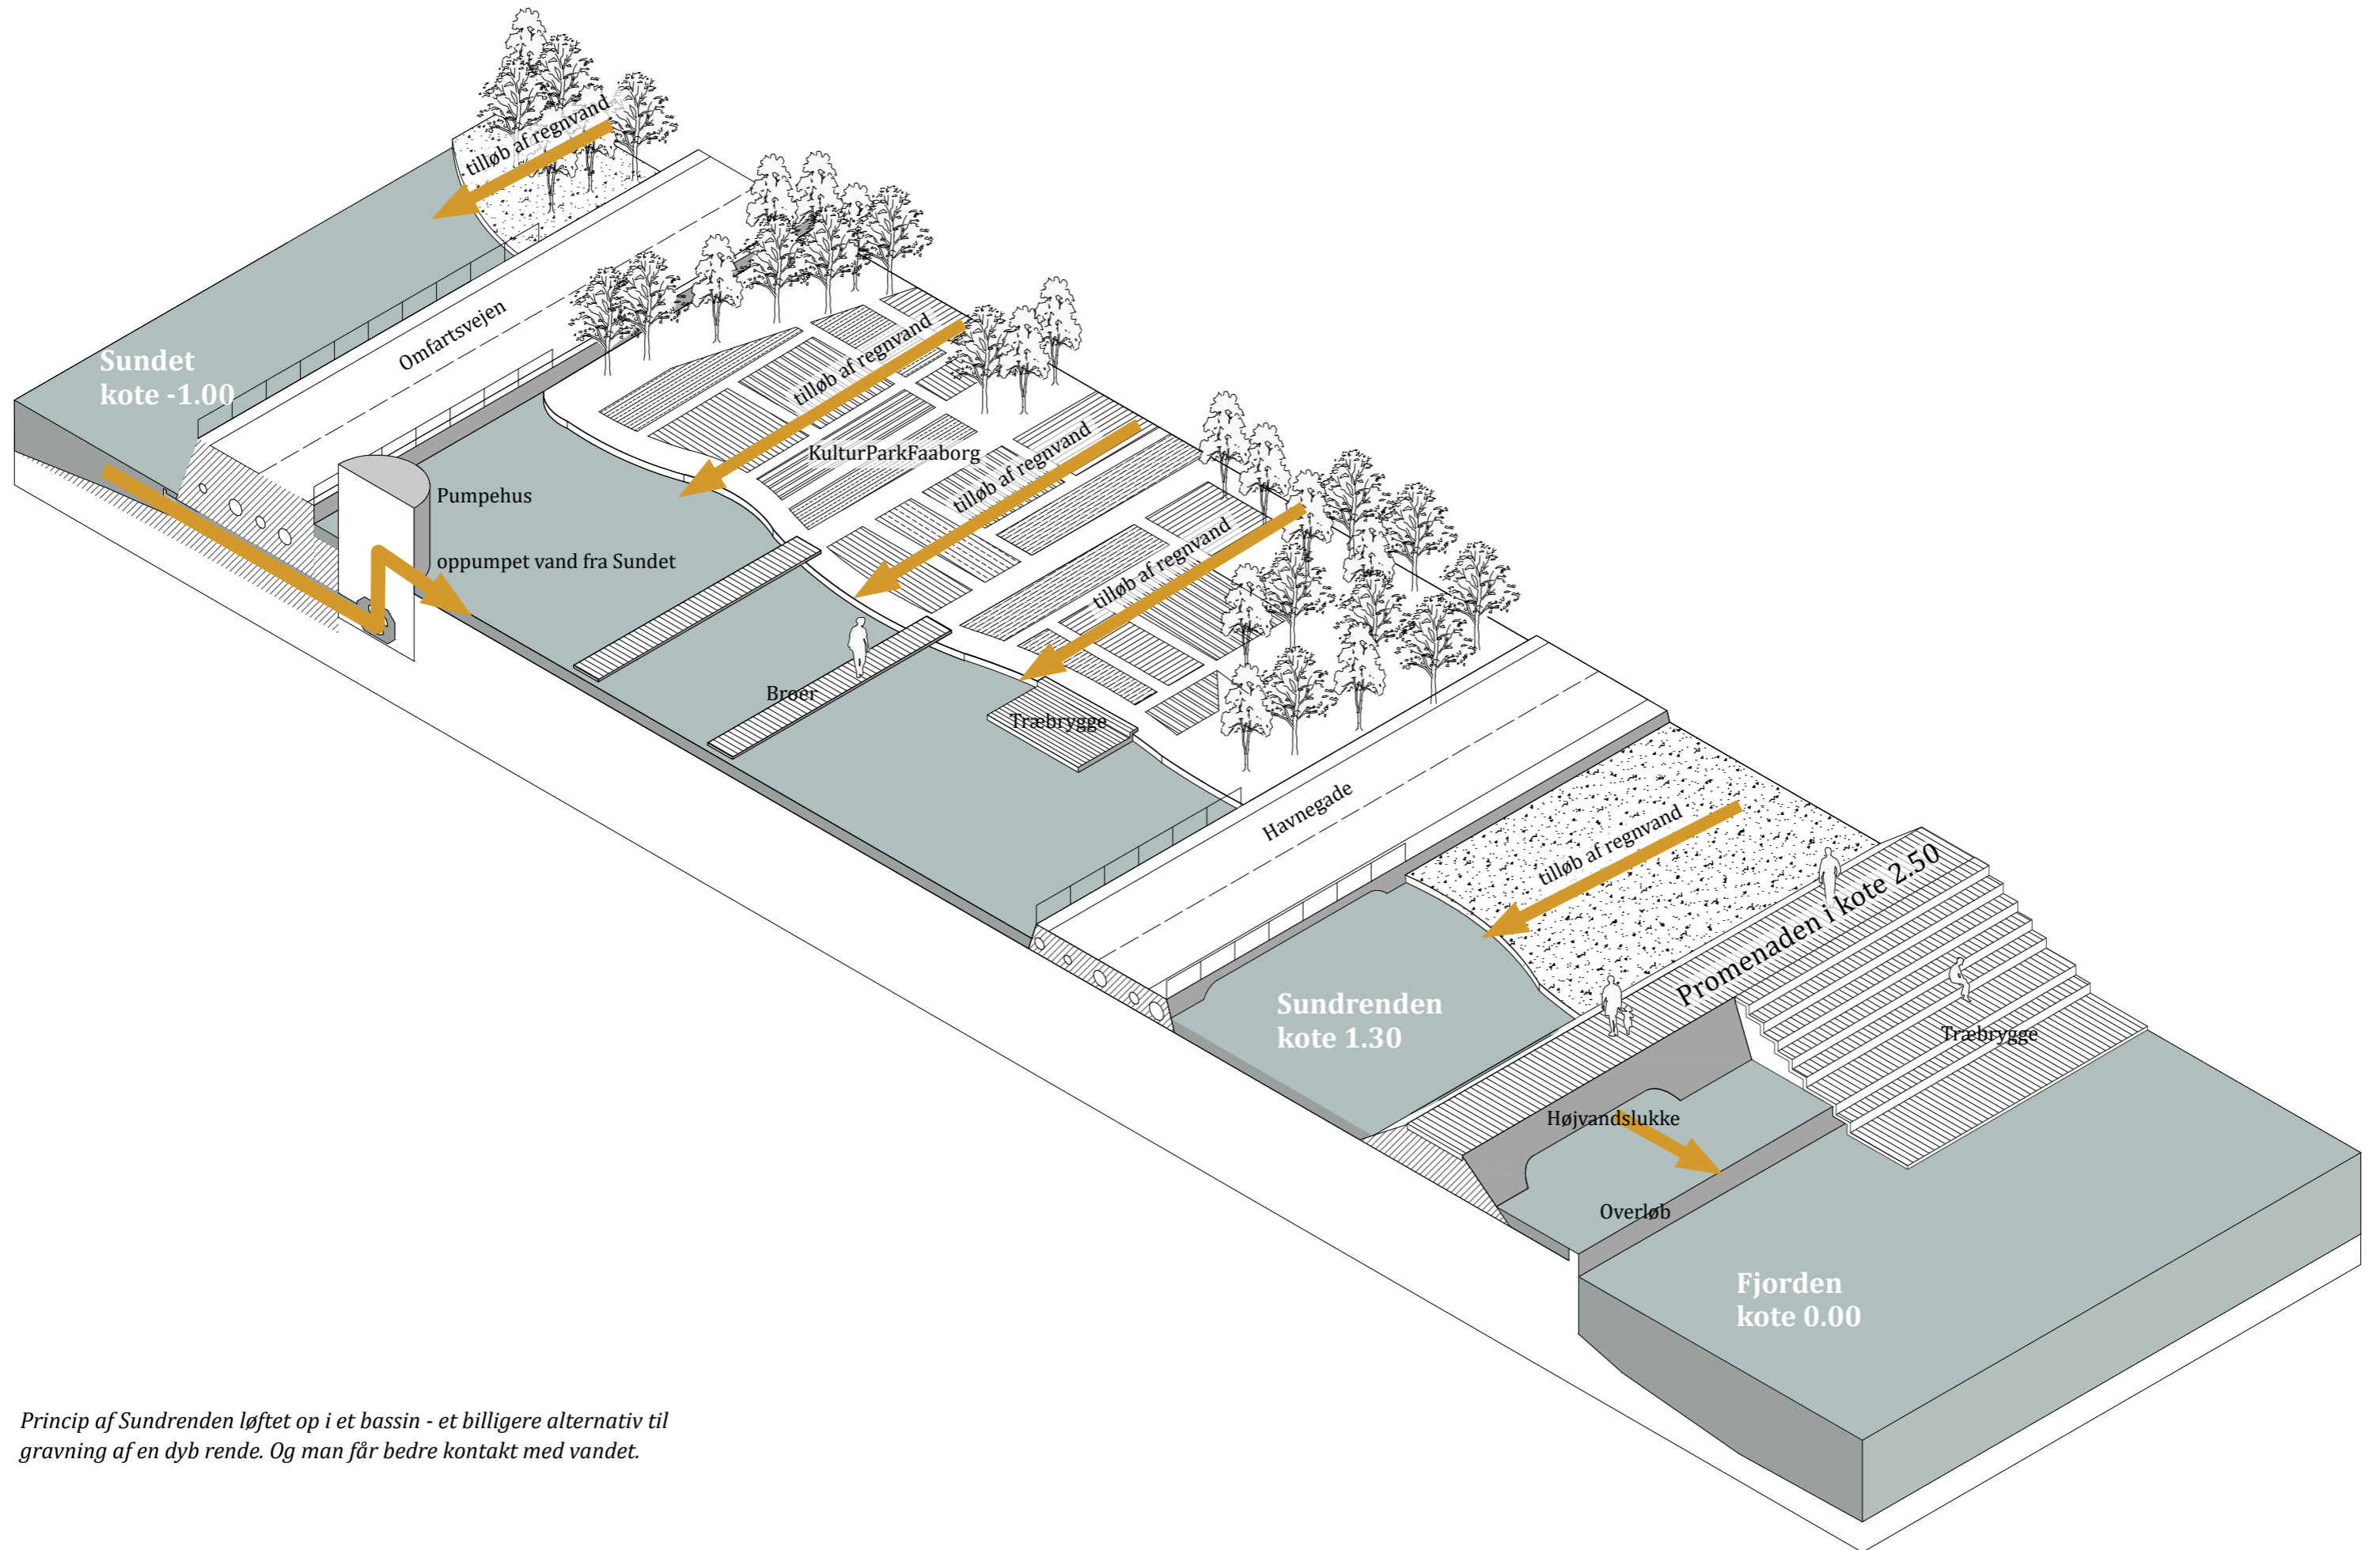 tilløb af regnvand
Omfartsvejen
Sundet
kote -1.00
tilløb af regnvand
KulturParkFaaborg
tilløb af regnvand
Pumpehus
oppumpet vand fra Sundet
tilløb af regnvand
Broer
Træbrygge
Havnegade
tilløb af regnvand
Promenaden i kote 2.50
Sundrenden
kote 1.30
Træbrygge
Højvandslukke
Overløb
Fjorden
kote 0.00
Princip af Sundrenden løftet op i et bassin - et billigere alternativ til
gravning af en dyb rende. Og man får bedre kontakt med vandet.